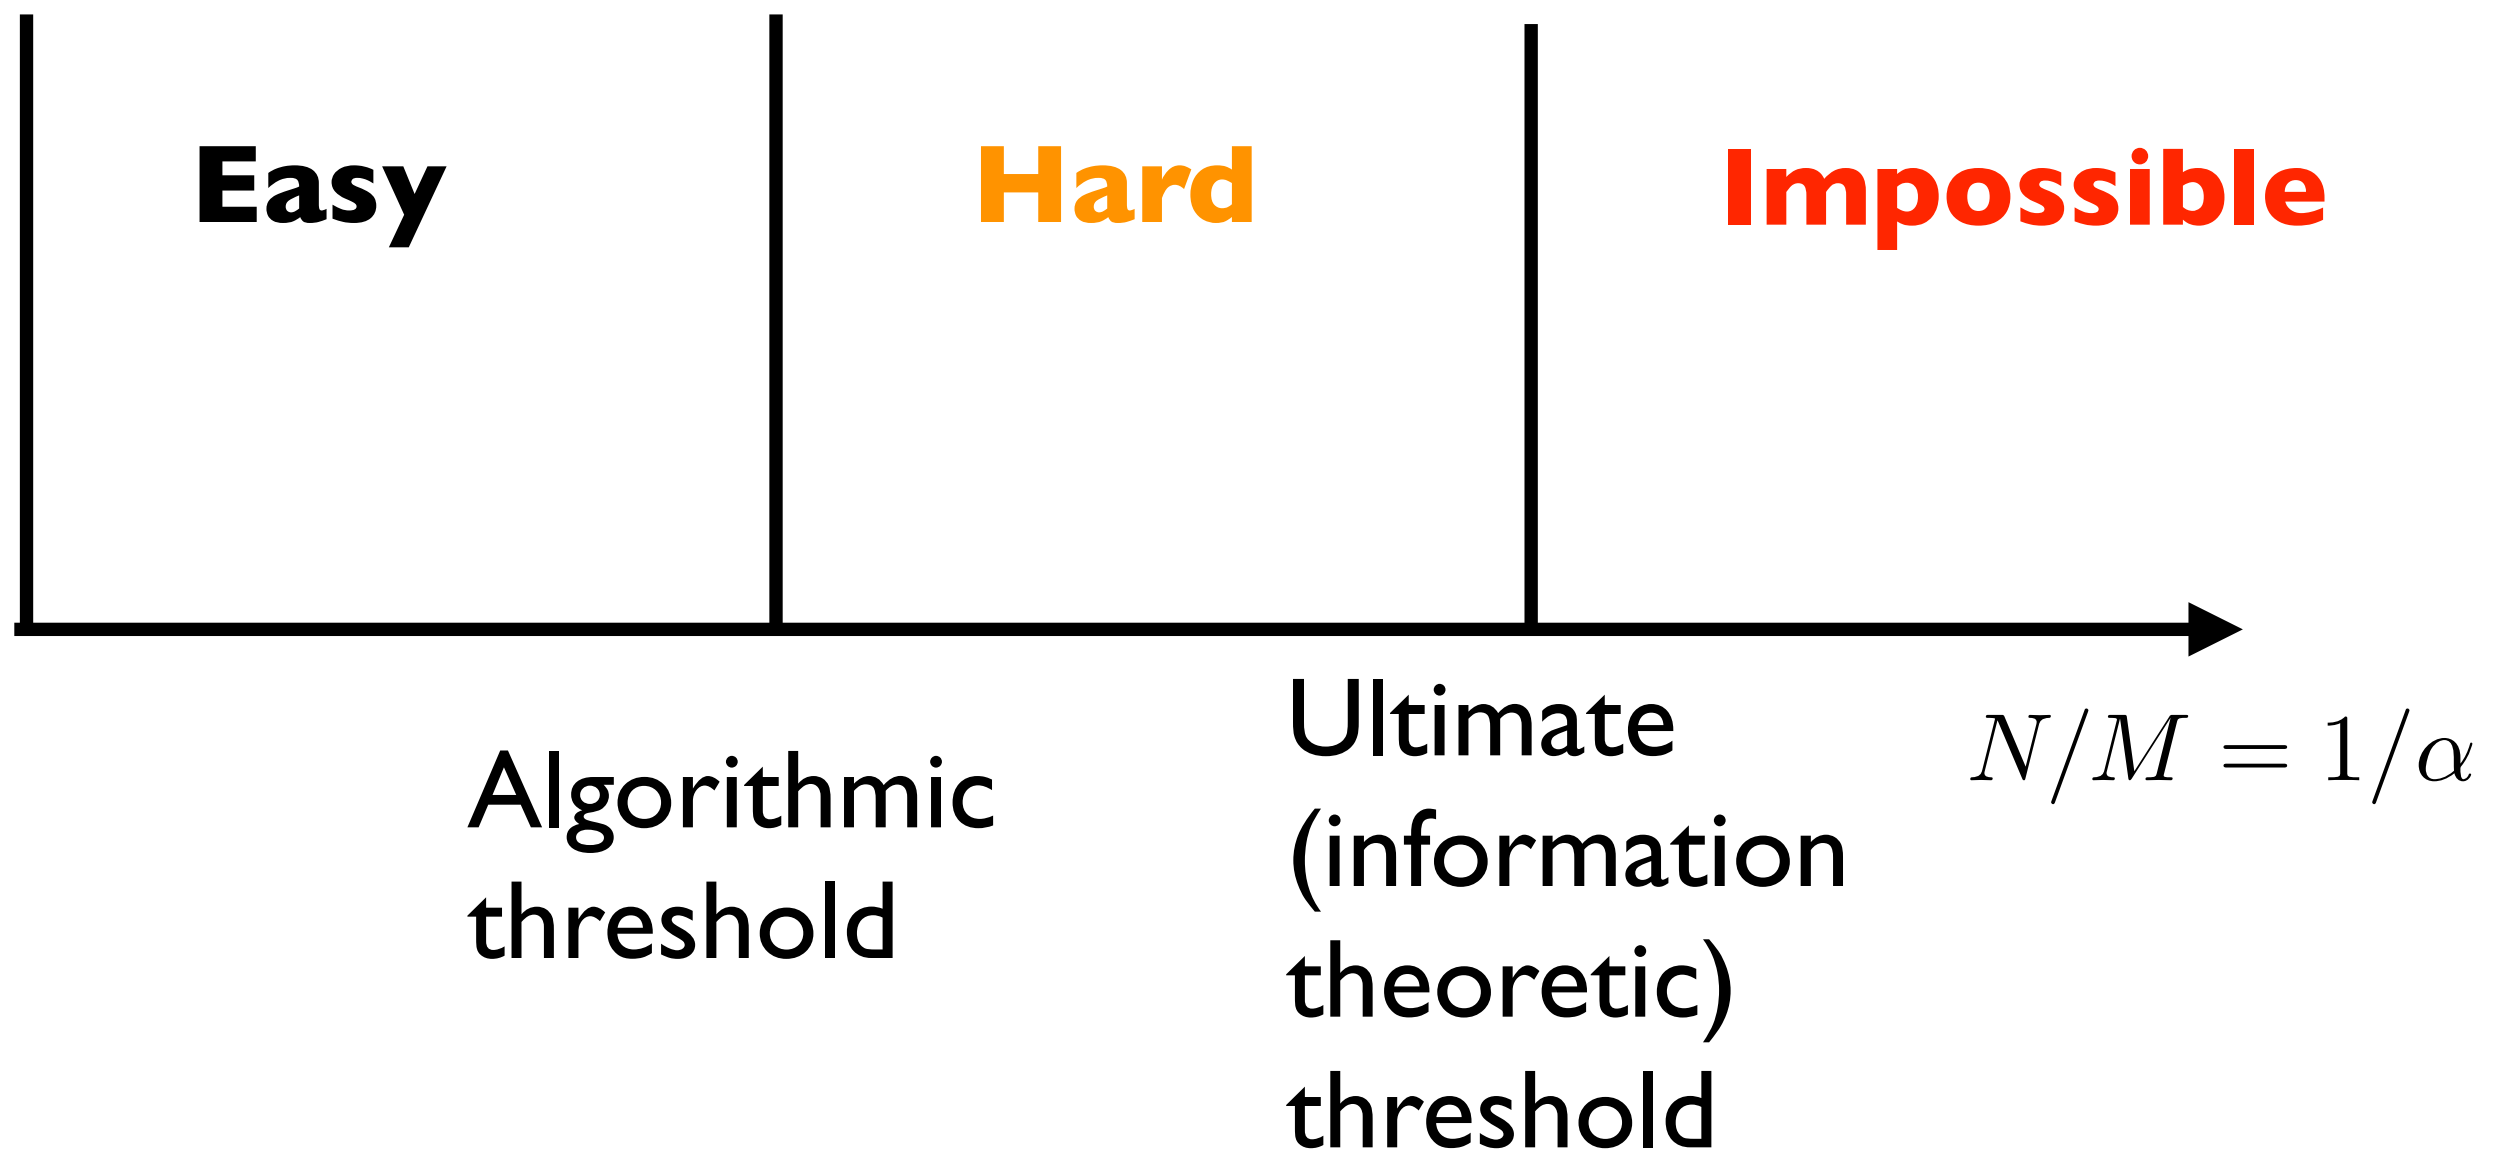 Easy
Hard
Impossible
Algorithmic
threshold
Ultimate
(information
theoretic)
threshold
N/M = 1/α